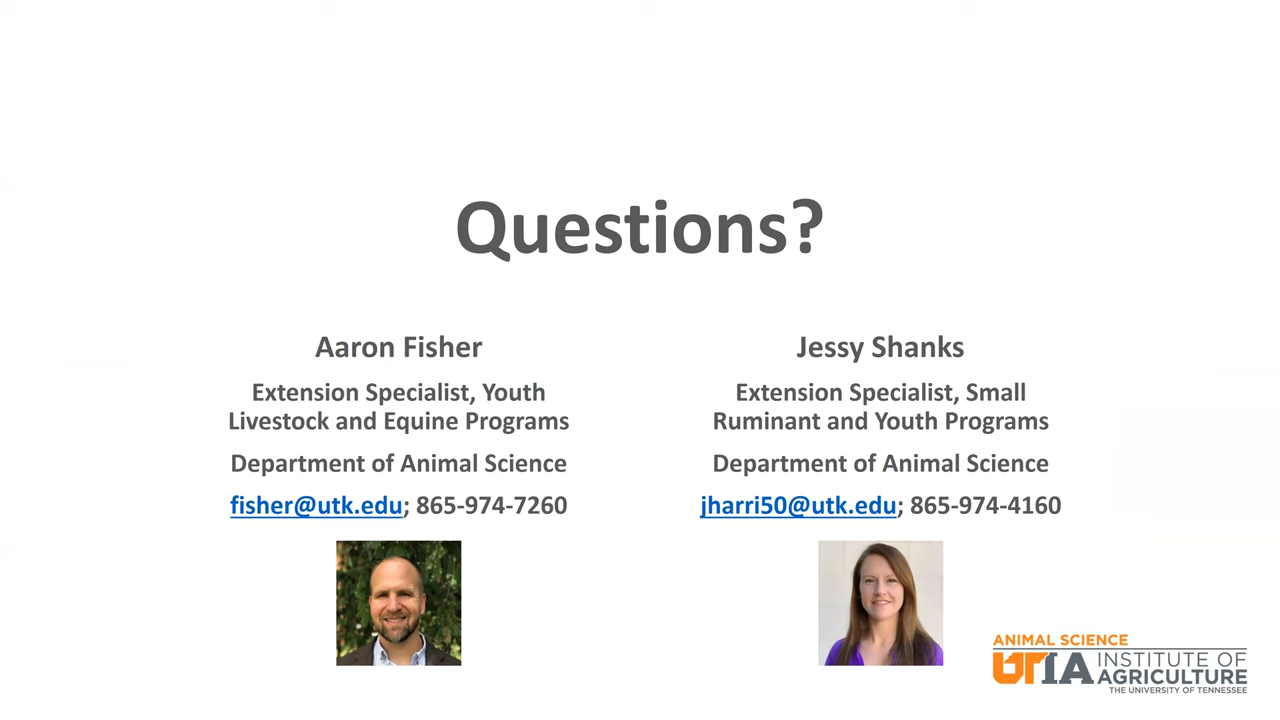 Questions?
Aaron Fisher
Extension Specialist, Youth
Livestock and Equine Programs
Department of Animal Science
fisher@utk.edu; 865-974-7260
Jessy Shanks
Extension Specialist, Small
Ruminant and Youth Programs
Department of Animal Science
jharri50@utk.edu; 865-974-4160
ANIMAL SCIENCE
UTIA INSTITUTE OF
AGRICULTURE
THE UNIVERSITY OF TENNESSEE